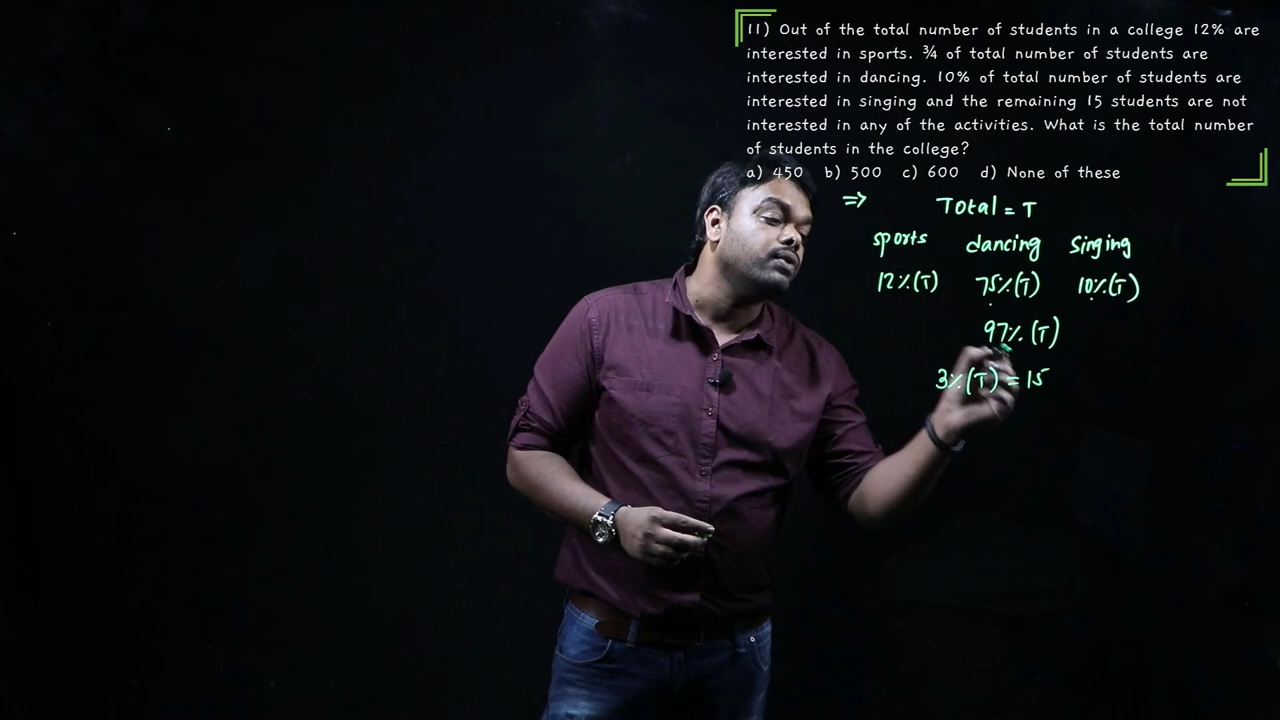 11) Out of the total number of students in a college 12% are
interested in sports. ¾ of total number of students are
interested in dancing. 10% of total number of students are
interested in singing and the remaining 15 students are not
interested in any of the activities. What is the total number
of students in the college?
a) 450 b) 500 c) 600 d) None of these
=> Total = T
sports dancing Singing
12%(T) 75%(T) 10%(T)
97%(T)
3%(T) = 15